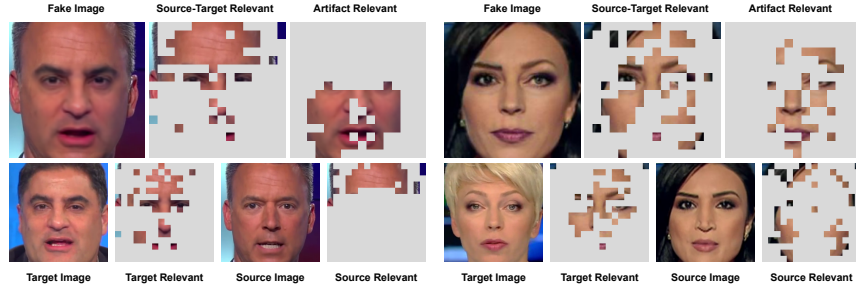 Fake Image Source-Target Relevant Artifact Relevant Fake Image Source-Target Relevant Artifact Relevant
Target Image Target Relevant Source Image Source Relevant Target Image Target Relevant Source Image Source Relevant